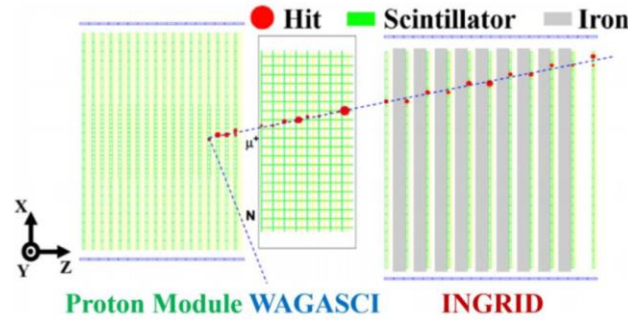 Hit Scintillator Iron
μ⁺
N
X
Y Z
Proton Module WAGASCI INGRID